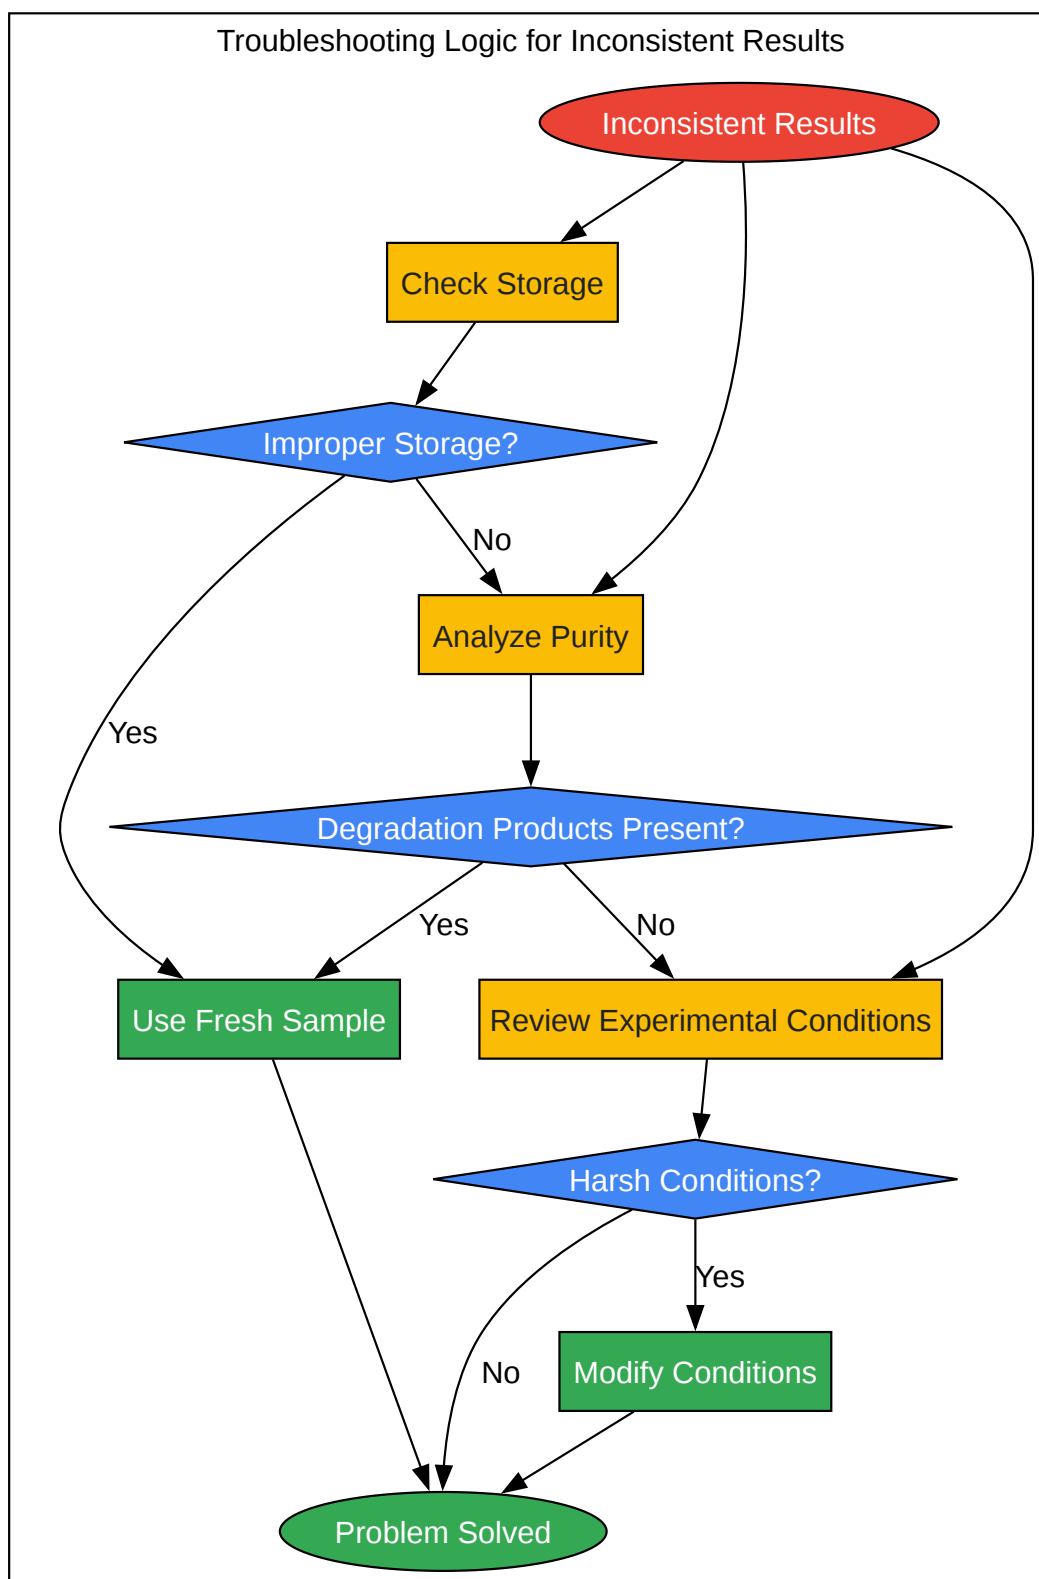 Troubleshooting Logic for Inconsistent Results
Inconsistent Results
Check Storage
Improper Storage?
No
Analyze Purity
Yes
Degradation Products Present?
Yes
No
Use Fresh Sample
Review Experimental Conditions
Harsh Conditions?
Yes
No
Modify Conditions
Problem Solved